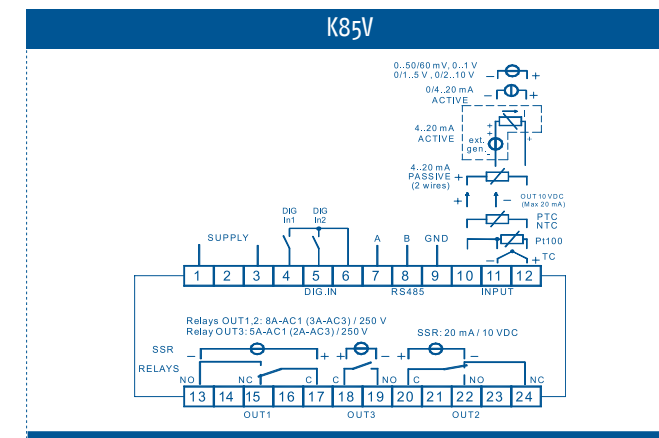 K85V
0..50/60 mV, 0..1 V
0/1..5 V , 0/2..10 V
− +
0/4..20 mA
ACTIVE
− +
4..20 mA
ACTIVE
ext.
gen.
+
+
-
+
4..20 mA
PASSIVE
(2 wires)
+ −
+ −
OUT 10 VDC
(Max 20 mA)
PTC
NTC
Pt100
− + TC
DIG
In1
DIG
In2
SUPPLY
A B GND
1 2 3 4 5 6 7 8 9 10 11 12
DIG.IN RS485 INPUT
Relays OUT1,2: 8A-AC1 (3A-AC3) / 250 V
Relay OUT3: 5A-AC1 (2A-AC3) / 250 V
SSR: 20 mA / 10 VDC
SSR − + + − + −
RELAYS
NO NC C C NO C NO NC
13 14 15 16 17 18 19 20 21 22 23 24
OUT1 OUT3 OUT2